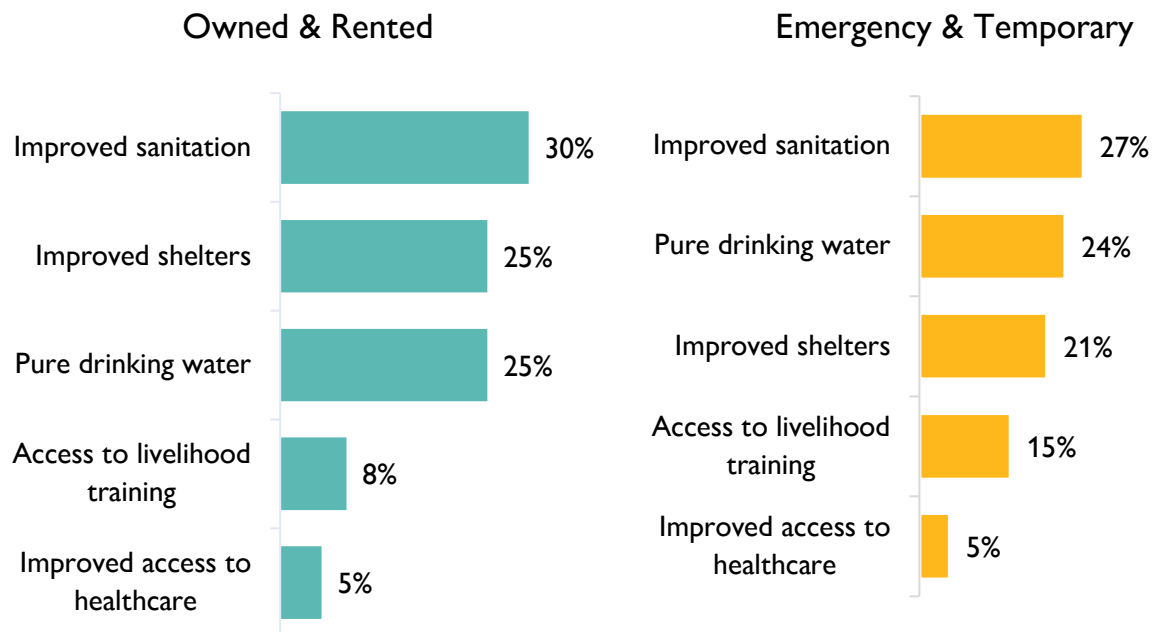 Owned & Rented
Improved sanitation
30%
Improved shelters
25%
Pure drinking water
25%
Access to livelihood
training
8%
Improved access to
healthcare
5%
Emergency & Temporary
Improved sanitation
27%
Pure drinking water
24%
Improved shelters
21%
Access to livelihood
training
15%
Improved access to
healthcare
5%